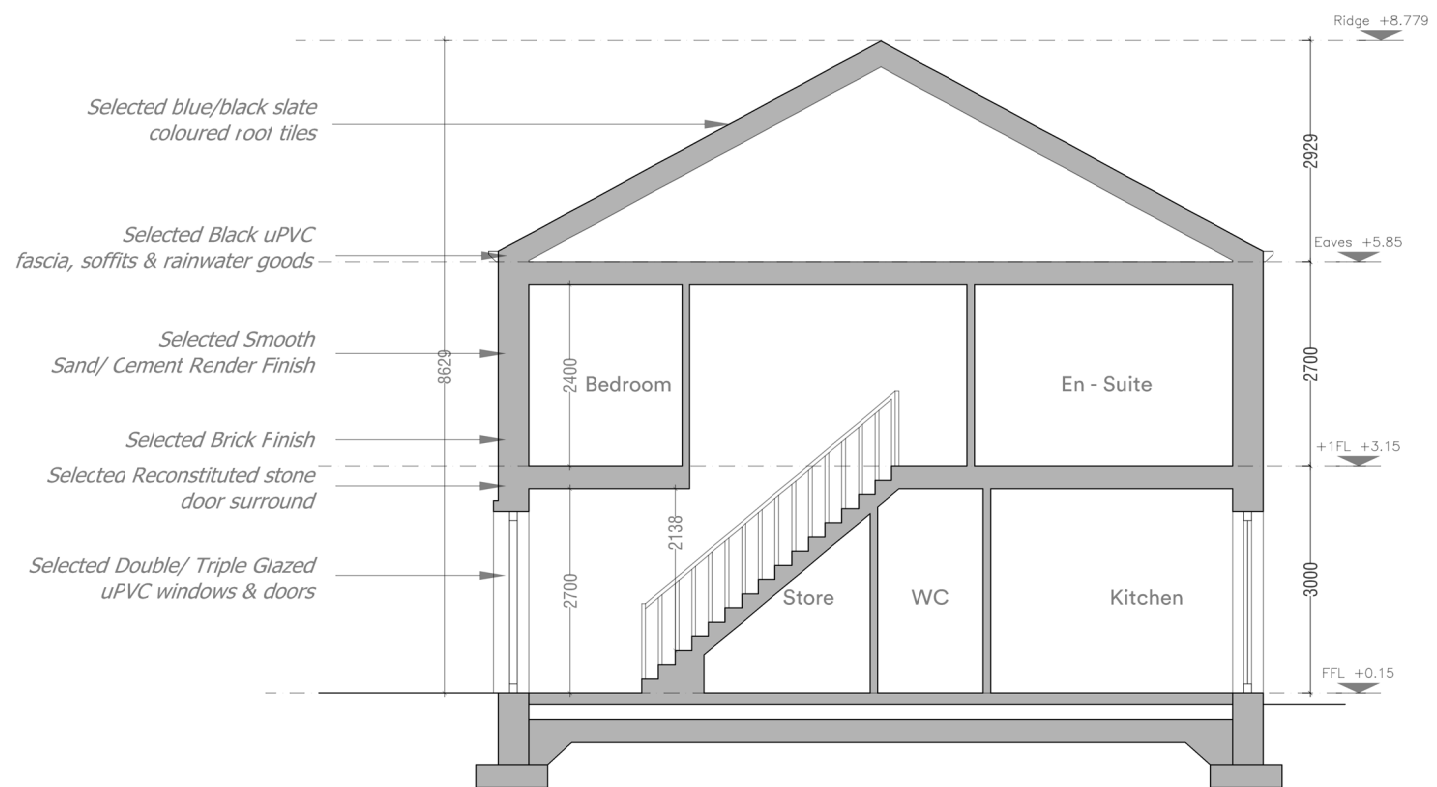 Ridge +8.779
Selected blue/black slate
coloured roof tiles
2929
Selected Black uPVC
fascia, soffits & rainwater goods
Eaves +5.85
Selected Smooth
Sand/ Cement Render Finish
8629
2400
Bedroom
En - Suite
2700
Selected Brick Finish
+1FL +3.15
Selected Reconstituted stone
door surround
2138
Selected Double/ Triple Glazed
uPVC windows & doors
2700
Store
WC
Kitchen
3000
FFL +0.15